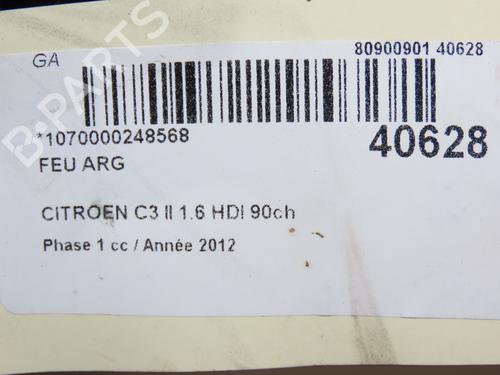 GA
80900901 40628
*1070000248568
40628
FEU ARG
CITROEN C3 II 1.6 HDI 90ch
Phase 1 cc / Année 2012
B-PARTS